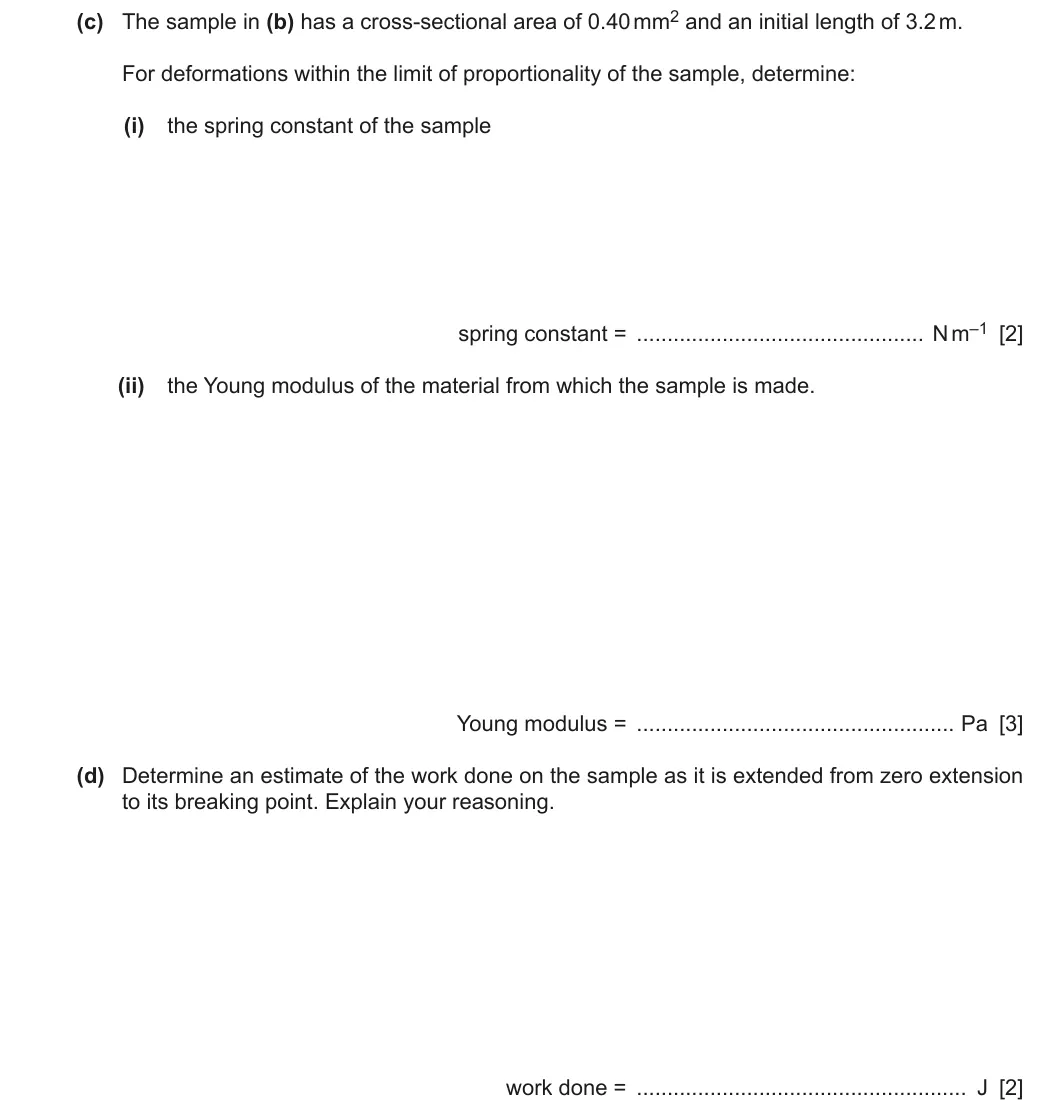 (c) The sample in (b) has a cross-sectional area of 0.40 mm² and an initial length of 3.2 m.
For deformations within the limit of proportionality of the sample, determine:
(i) the spring constant of the sample
spring constant = ............................................... N m⁻¹ [2]
(ii) the Young modulus of the material from which the sample is made.
Young modulus = .................................................... Pa [3]
(d) Determine an estimate of the work done on the sample as it is extended from zero extension
to its breaking point. Explain your reasoning.
work done = ...................................................... J [2]